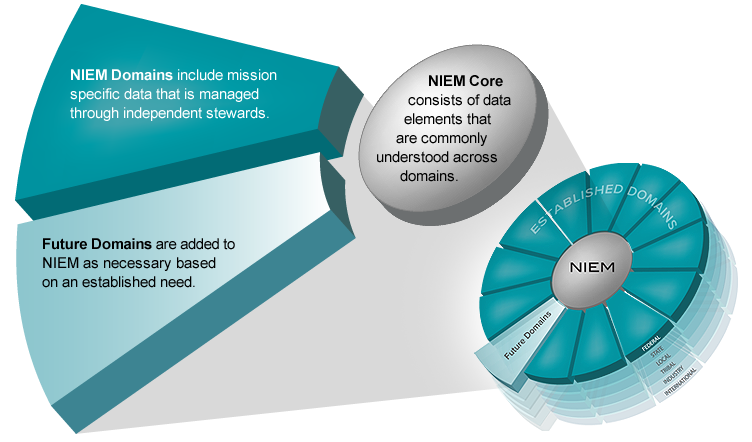 NIEM Domains include mission
specific data that is managed
through independent stewards.
NIEM Core
consists of data
elements that
are commonly
understood across
domains.
Future Domains are added to
NIEM as necessary based
on an established need.
ESTABLISHED DOMAINS
NIEM
Future Domains
FEDERAL
STATE
LOCAL
TRIBAL
INDUSTRY
INTERNATIONAL